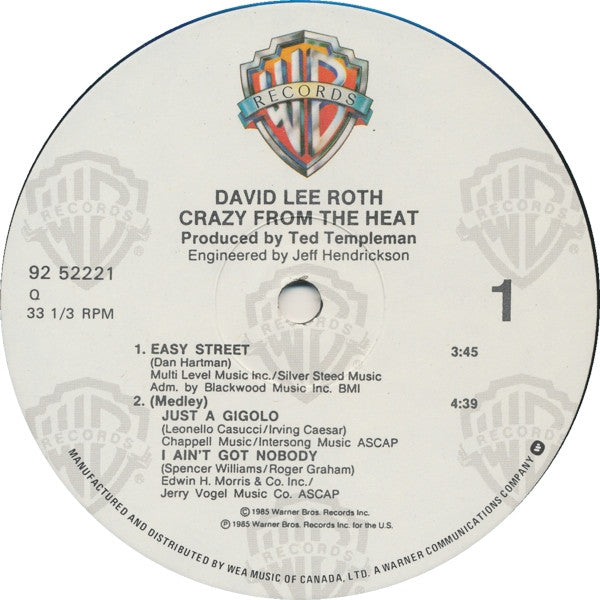 WB
RECORDS
DAVID LEE ROTH
CRAZY FROM THE HEAT
Produced by Ted Templeman
Engineered by Jeff Hendrickson
92 52221
Q
33 1/3 RPM
1
1. EASY STREET 3:45
(Dan Hartman)
Multi Level Music Inc./Silver Steed Music
Adm. by Blackwood Music Inc. BMI
2. (Medley) 4:39
JUST A GIGOLO
(Leonello Casucci/Irving Caesar)
Chappell Music/Intersong Music ASCAP
I AIN'T GOT NOBODY
(Spencer Williams/Roger Graham)
Edwin H. Morris & Co. Inc./
Jerry Vogel Music Co. ASCAP
©1985 Warner Bros. Records Inc.
℗1985 Warner Bros. Records Inc. for the U.S.
MANUFACTURED AND DISTRIBUTED BY WEA MUSIC OF CANADA, LTD. A WARNER COMMUNICATIONS COMPANY